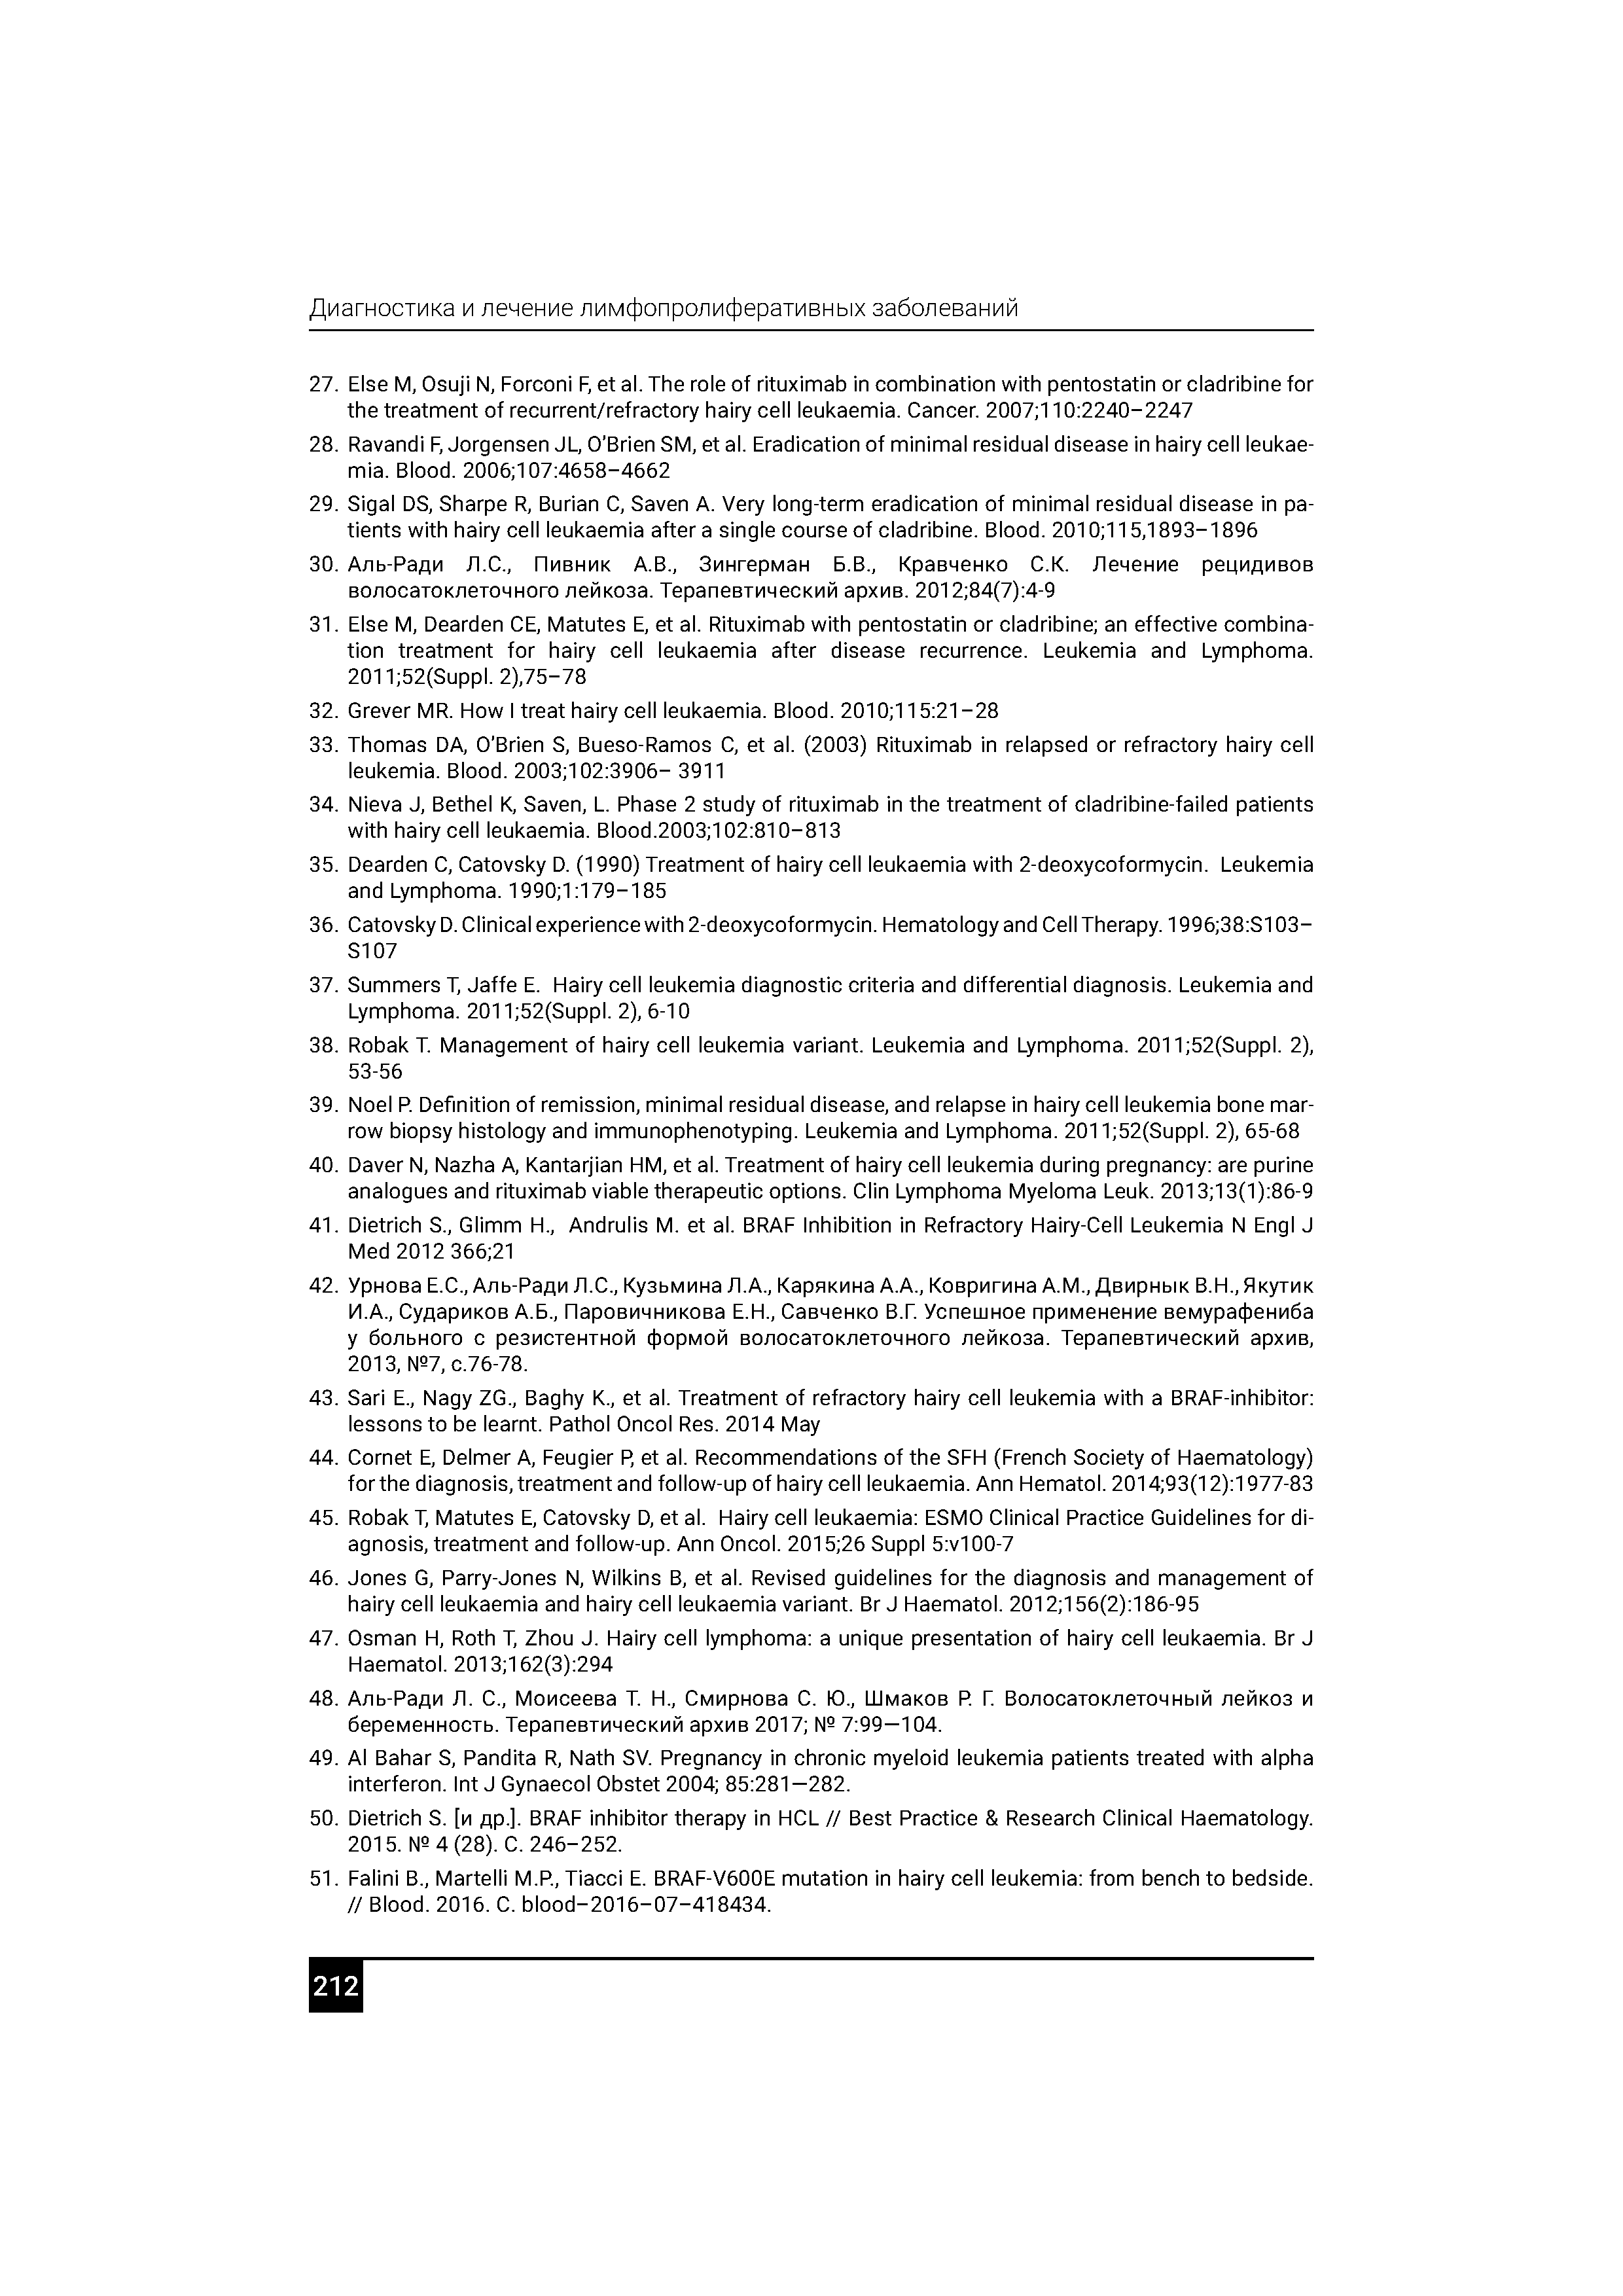 Диагностика и лечение лимфопролиферативных заболеваний
27. Else M, Osuji N, Forconi F, et al. The role of rituximab in combination with pentostatin or cladribine for
the treatment of recurrent/refractory hairy cell leukaemia. Cancer. 2007;110:2240–2247
28. Ravandi F, Jorgensen JL, O’Brien SM, et al. Eradication of minimal residual disease in hairy cell leukae-
mia. Blood. 2006;107:4658–4662
29. Sigal DS, Sharpe R, Burian C, Saven A. Very long-term eradication of minimal residual disease in pa-
tients with hairy cell leukaemia after a single course of cladribine. Blood. 2010;115,1893–1896
30. Аль-Ради Л.С., Пивник А.В., Зингерман Б.В., Кравченко С.К. Лечение рецидивов
волосатоклеточного лейкоза. Терапевтический архив. 2012;84(7):4-9
31. Else M, Dearden CE, Matutes E, et al. Rituximab with pentostatin or cladribine; an effective combina-
tion treatment for hairy cell leukaemia after disease recurrence. Leukemia and Lymphoma.
2011;52(Suppl. 2),75–78
32. Grever MR. How I treat hairy cell leukaemia. Blood. 2010;115:21–28
33. Thomas DA, O’Brien S, Bueso-Ramos C, et al. (2003) Rituximab in relapsed or refractory hairy cell
leukemia. Blood. 2003;102:3906– 3911
34. Nieva J, Bethel K, Saven, L. Phase 2 study of rituximab in the treatment of cladribine-failed patients
with hairy cell leukaemia. Blood.2003;102:810–813
35. Dearden C, Catovsky D. (1990) Treatment of hairy cell leukaemia with 2-deoxycoformycin. Leukemia
and Lymphoma. 1990;1:179–185
36. Catovsky D. Clinical experience with 2-deoxycoformycin. Hematology and Cell Therapy. 1996;38:S103–
S107
37. Summers T, Jaffe E. Hairy cell leukemia diagnostic criteria and differential diagnosis. Leukemia and
Lymphoma. 2011;52(Suppl. 2), 6-10
38. Robak T. Management of hairy cell leukemia variant. Leukemia and Lymphoma. 2011;52(Suppl. 2),
53-56
39. Noel P. Definition of remission, minimal residual disease, and relapse in hairy cell leukemia bone mar-
row biopsy histology and immunophenotyping. Leukemia and Lymphoma. 2011;52(Suppl. 2), 65-68
40. Daver N, Nazha A, Kantarjian HM, et al. Treatment of hairy cell leukemia during pregnancy: are purine
analogues and rituximab viable therapeutic options. Clin Lymphoma Myeloma Leuk. 2013;13(1):86-9
41. Dietrich S., Glimm H., Andrulis M. et al. BRAF Inhibition in Refractory Hairy-Cell Leukemia N Engl J
Med 2012 366;21
42. Урнова Е.С., Аль-Ради Л.С., Кузьмина Л.А., Карякина А.А., Ковригина А.М., Двирнык В.Н., Якутик
И.А., Судариков А.Б., Паровичникова Е.Н., Савченко В.Г. Успешное применение вемурафениба
у больного с резистентной формой волосатоклеточного лейкоза. Терапевтический архив,
2013, №7, с.76-78.
43. Sari E., Nagy ZG., Baghy K., et al. Treatment of refractory hairy cell leukemia with a BRAF-inhibitor:
lessons to be learnt. Pathol Oncol Res. 2014 May
44. Cornet E, Delmer A, Feugier P, et al. Recommendations of the SFH (French Society of Haematology)
for the diagnosis, treatment and follow-up of hairy cell leukaemia. Ann Hematol. 2014;93(12):1977-83
45. Robak T, Matutes E, Catovsky D, et al. Hairy cell leukaemia: ESMO Clinical Practice Guidelines for di-
agnosis, treatment and follow-up. Ann Oncol. 2015;26 Suppl 5:v100-7
46. Jones G, Parry-Jones N, Wilkins B, et al. Revised guidelines for the diagnosis and management of
hairy cell leukaemia and hairy cell leukaemia variant. Br J Haematol. 2012;156(2):186-95
47. Osman H, Roth T, Zhou J. Hairy cell lymphoma: a unique presentation of hairy cell leukaemia. Br J
Haematol. 2013;162(3):294
48. Аль-Ради Л. С., Моисеева Т. Н., Смирнова С. Ю., Шмаков Р. Г. Волосатоклеточный лейкоз и
беременность. Терапевтический архив 2017; № 7:99—104.
49. Al Bahar S, Pandita R, Nath SV. Pregnancy in chronic myeloid leukemia patients treated with alpha
interferon. Int J Gynaecol Obstet 2004; 85:281—282.
50. Dietrich S. [и др.]. BRAF inhibitor therapy in HCL // Best Practice & Research Clinical Haematology.
2015. № 4 (28). C. 246–252.
51. Falini B., Martelli M.P., Tiacci E. BRAF-V600E mutation in hairy cell leukemia: from bench to bedside.
// Blood. 2016. C. blood–2016–07–418434.
212